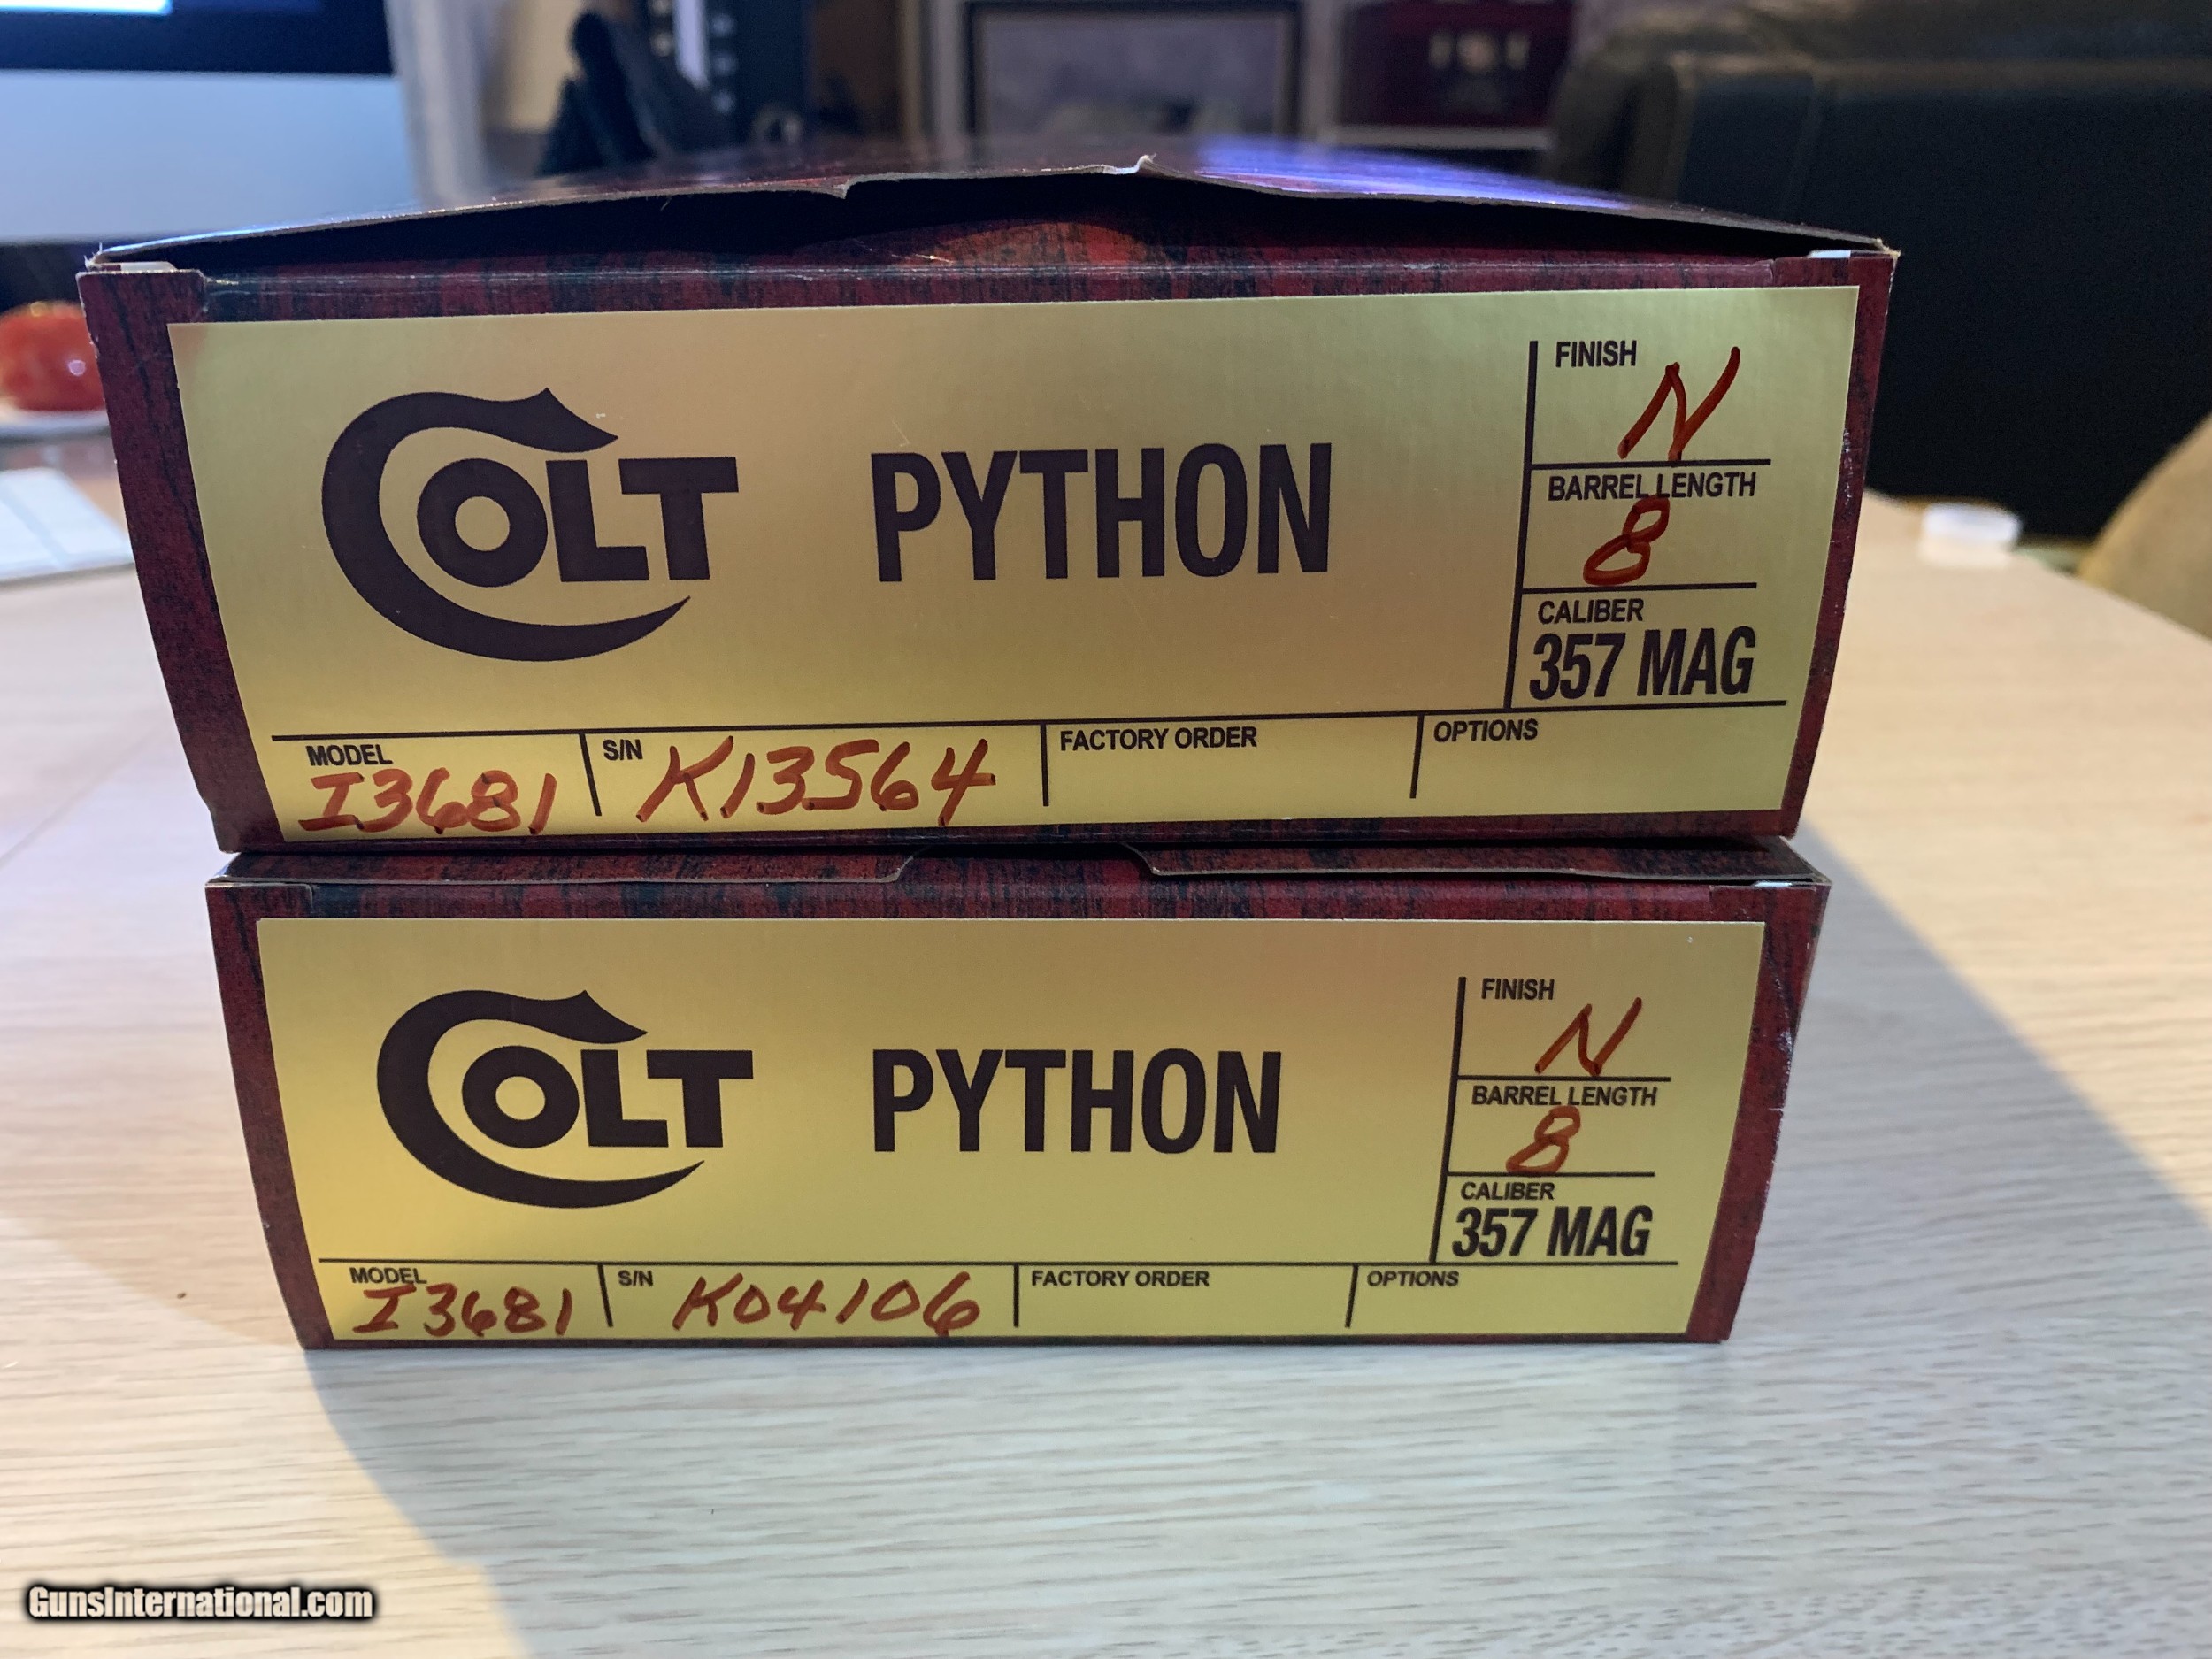 COLT PYTHON
FINISH
N
BARREL LENGTH
8
CALIBER
357 MAG
MODEL
I3681
S/N K13564
FACTORY ORDER
OPTIONS
COLT PYTHON
FINISH
N
BARREL LENGTH
8
CALIBER
357 MAG
MODEL
I3681
S/N K04106
FACTORY ORDER
OPTIONS
GunsInternational.com